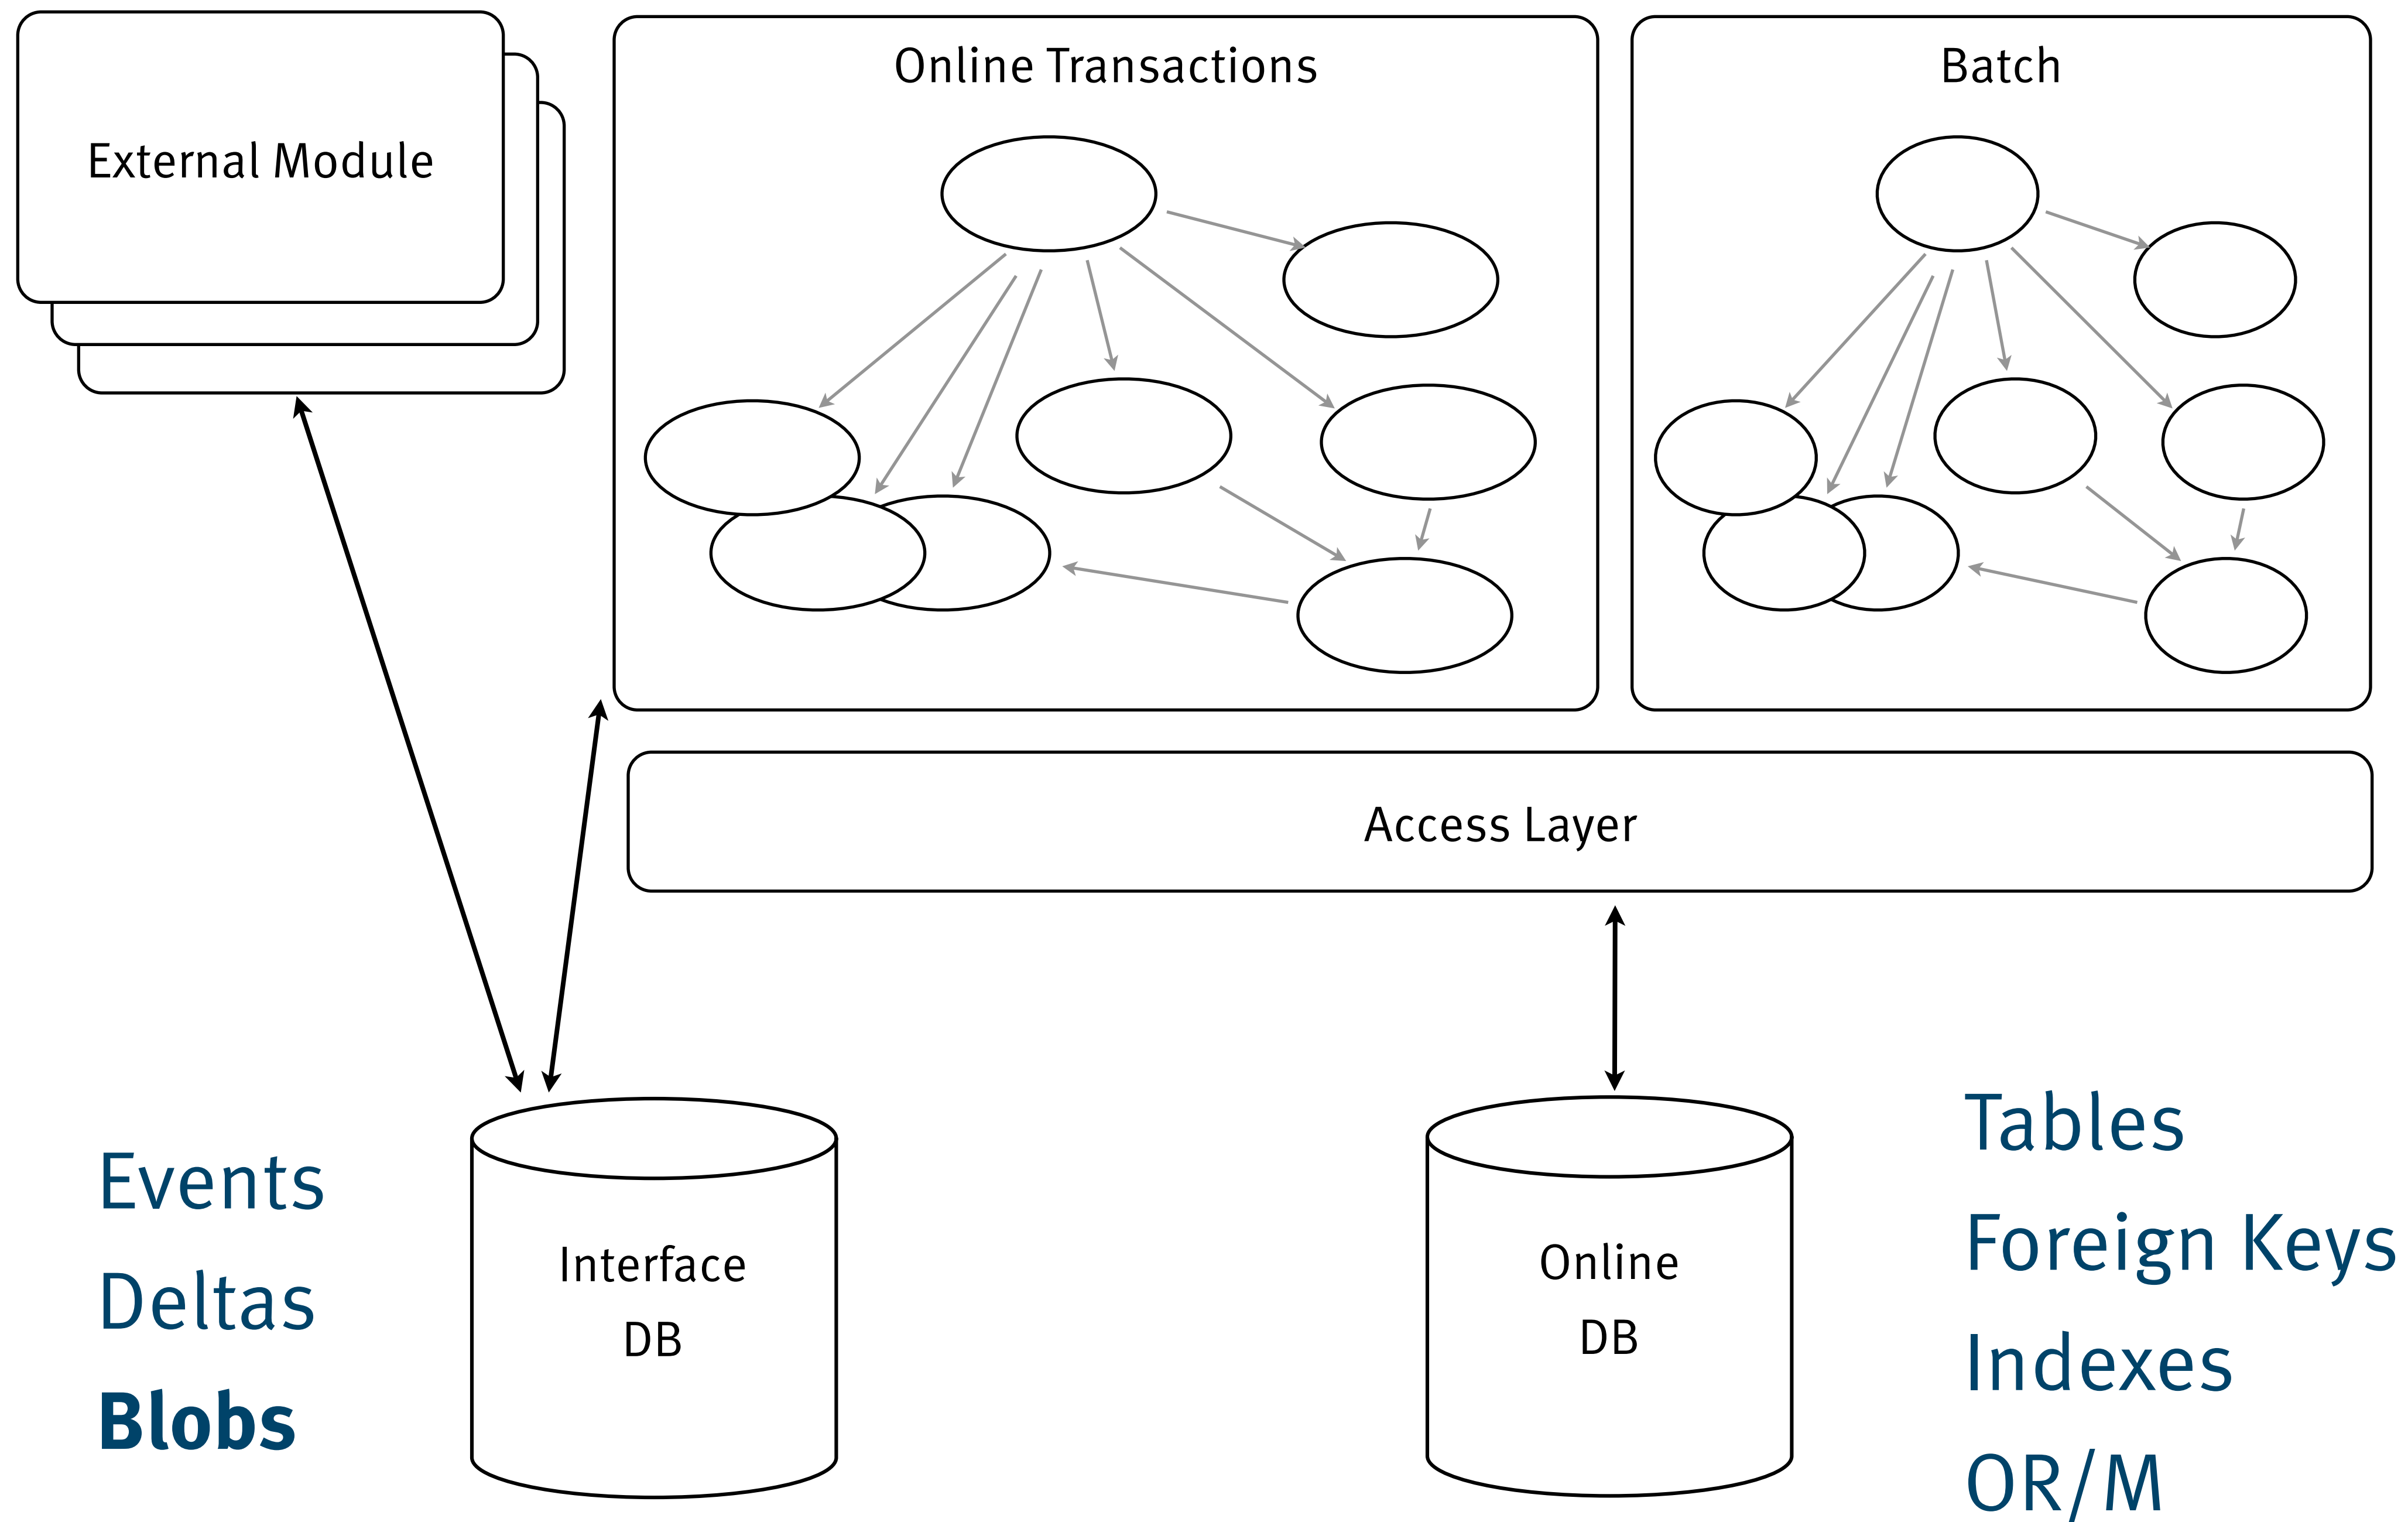 External Module
Online Transactions
Batch
Access Layer
Events
Deltas
Blobs
Interface
DB
Online
DB
Tables
Foreign Keys
Indexes
OR/M